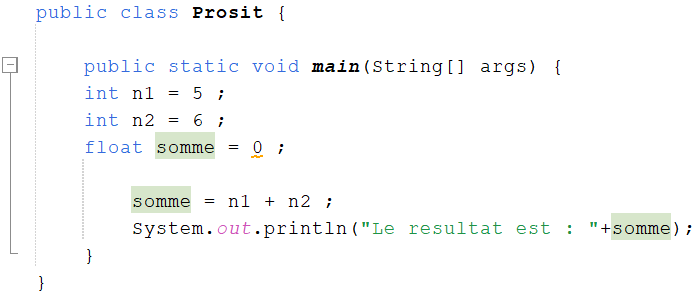 public class Prosit {
public static void main(String[] args) {
int n1 = 5 ;
int n2 = 6 ;
float somme = 0 ;
somme = n1 + n2 ;
System.out.println("Le resultat est : "+somme);
}
}